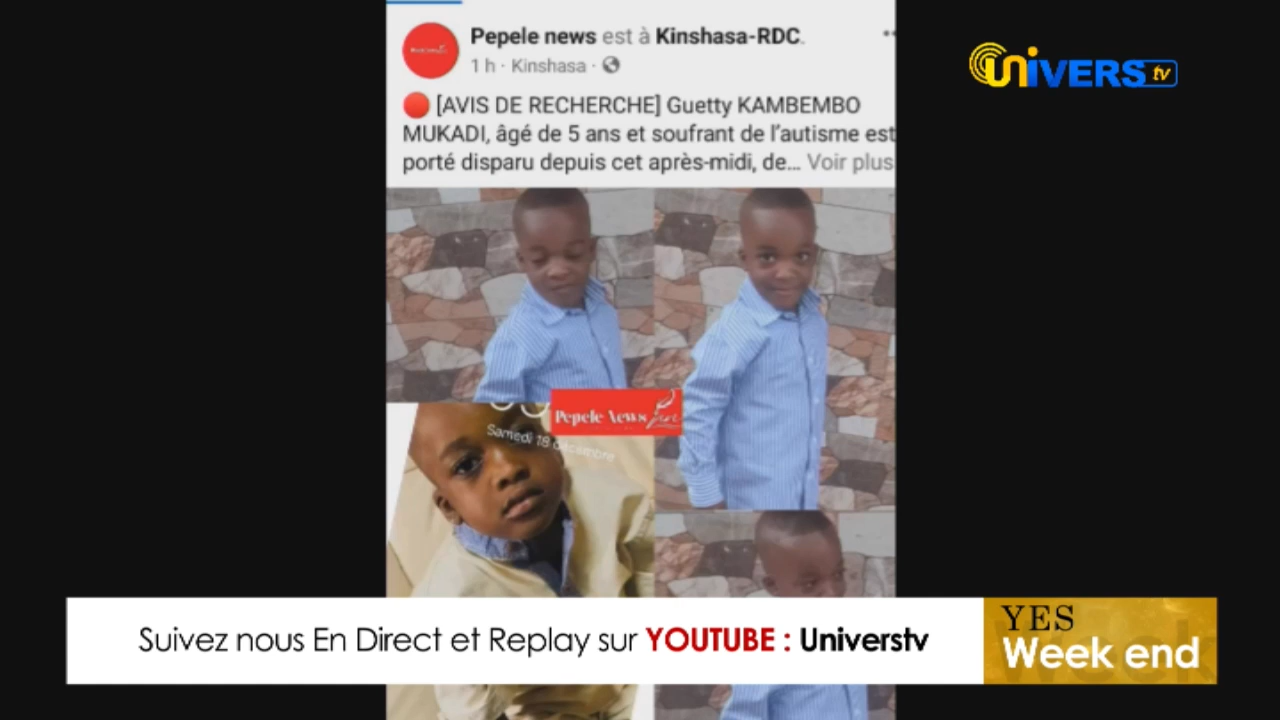 Pepele news est à Kinshasa-RDC.
1 h · Kinshasa ·
UNIVERS tv
[AVIS DE RECHERCHE] Guetty KAMBEMBO
MUKADI, âgé de 5 ans et soufrant de l'autisme est
porté disparu depuis cet après-midi, de... Voir plus
Pepele News
Samedi 18 décembre
Suivez nous En Direct et Replay sur YOUTUBE : Universtv
YES
Week end